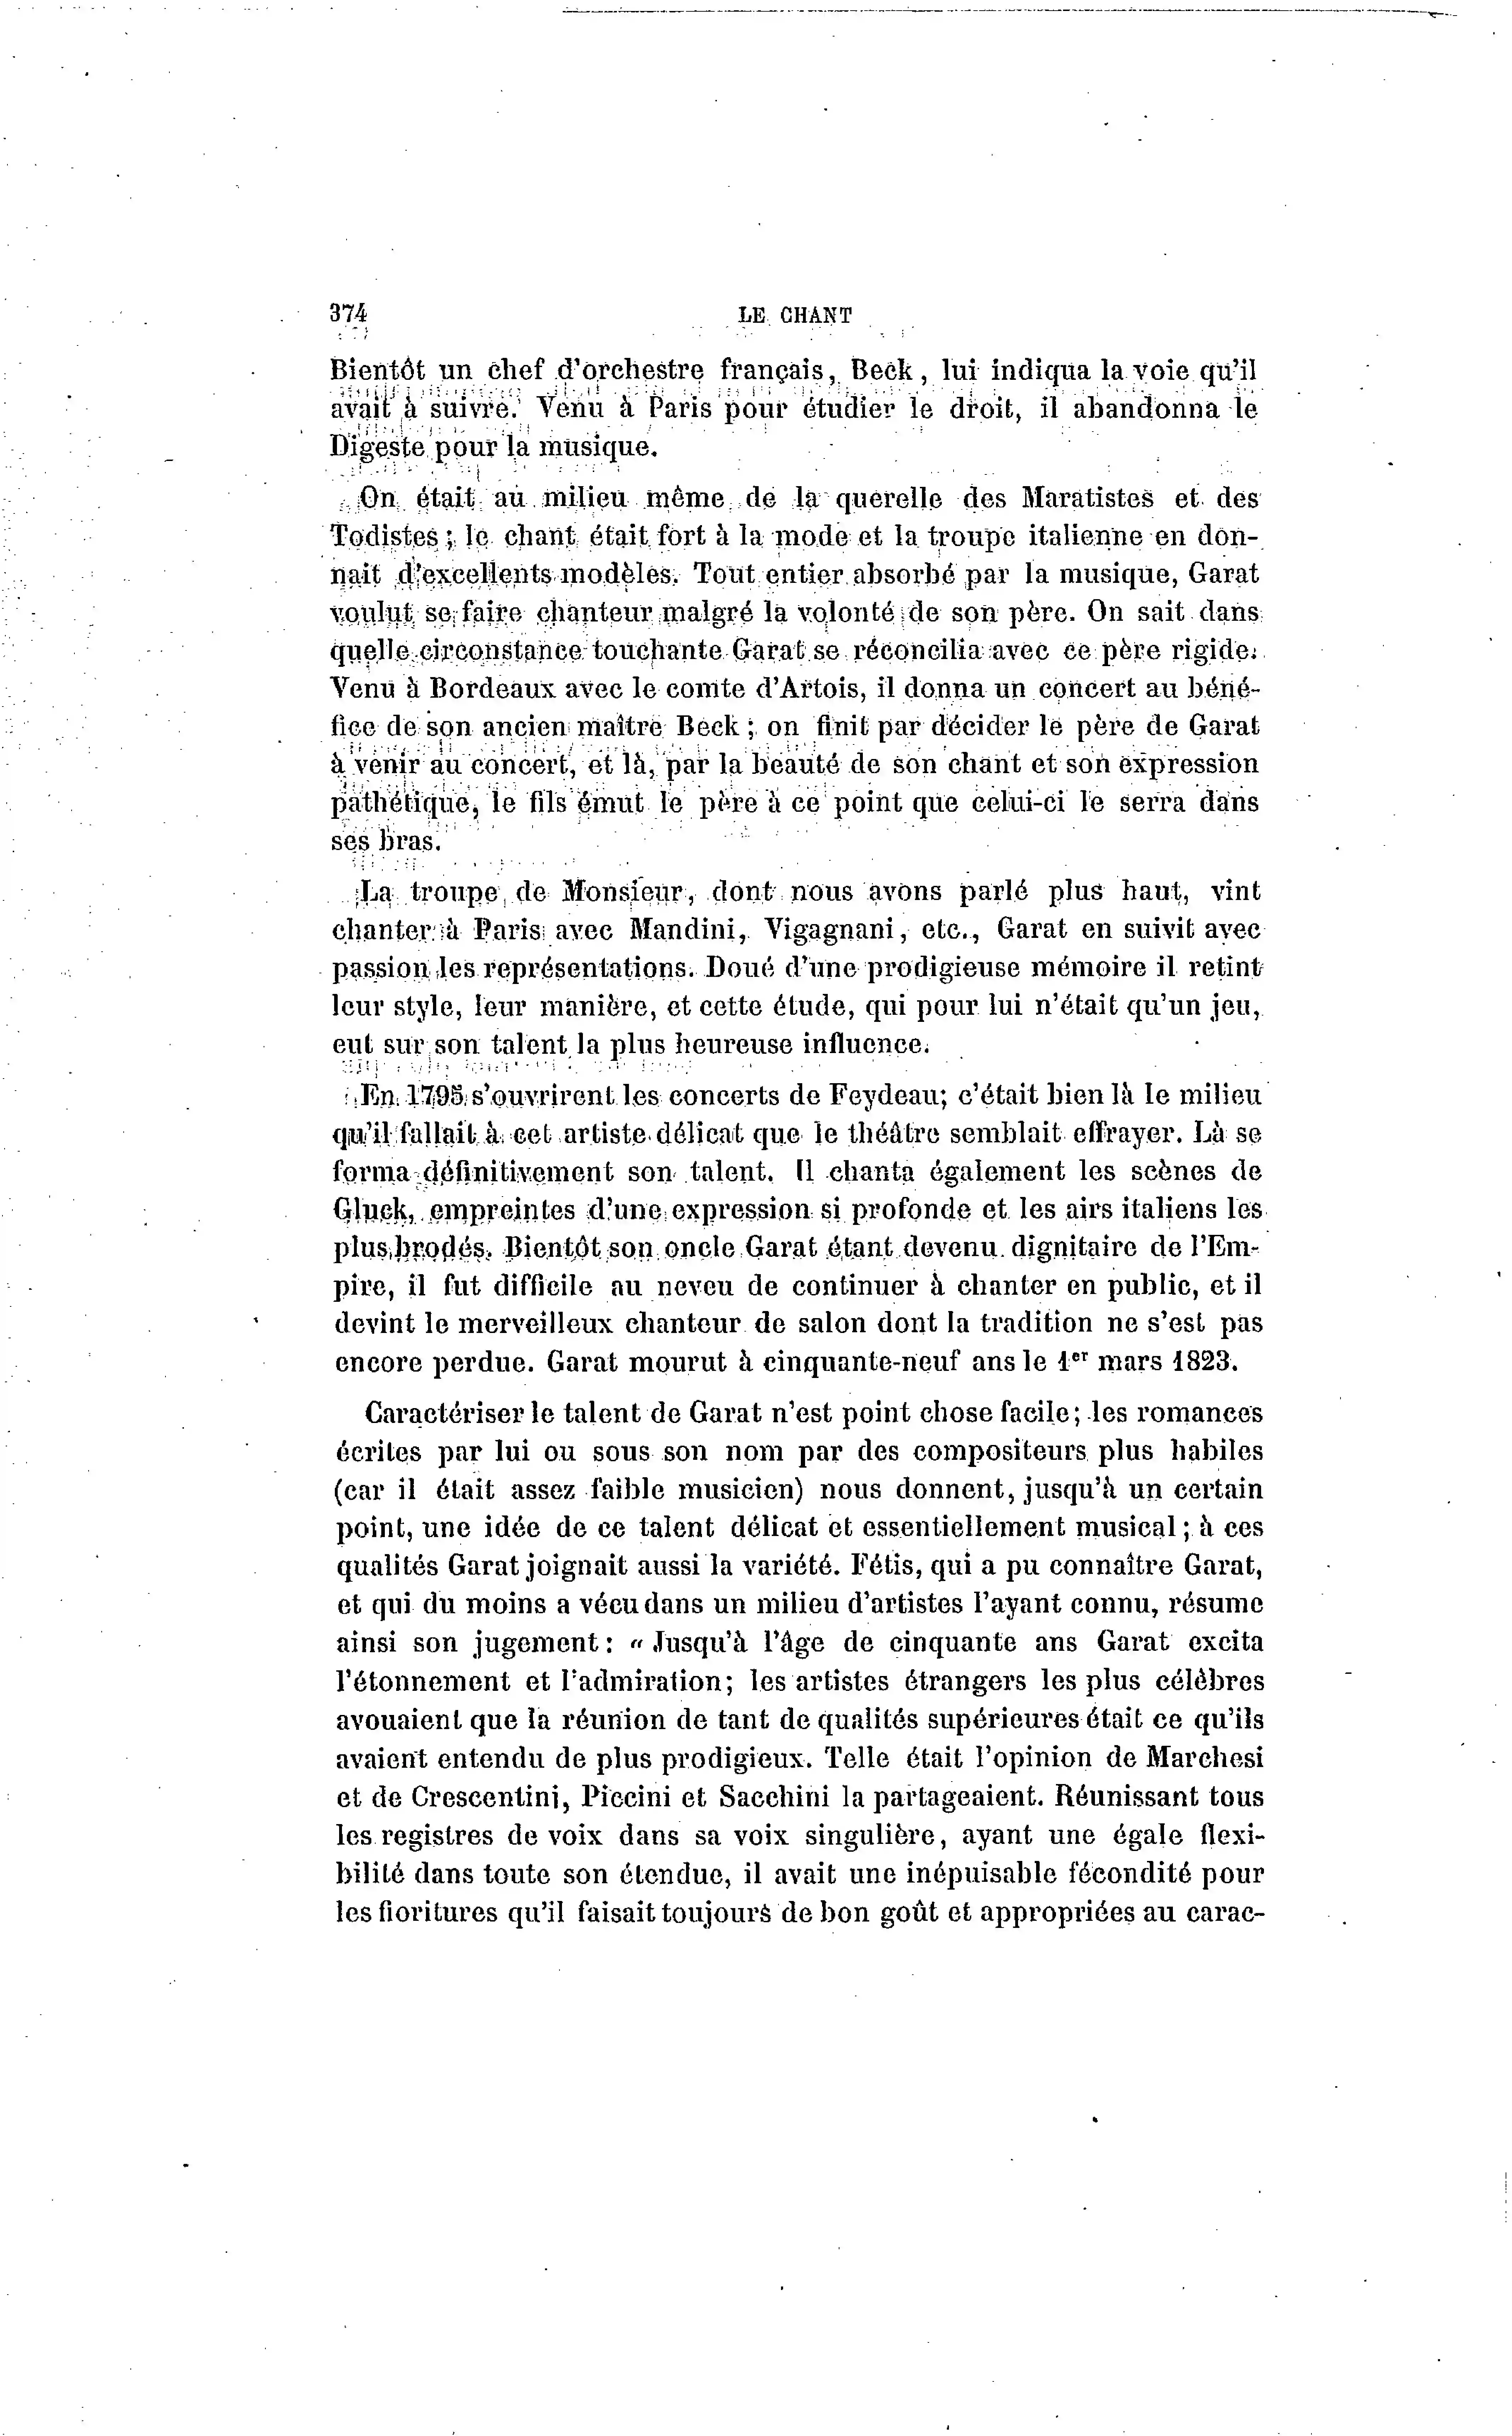 374
LE CHANT
Bientôt un chef d'orchestre français, Beck, lui indiqua la voie qu'il
avait à suivre. Venu à Paris pour étudier le droit, il abandonna le
Digeste pour la musique.
On était au milieu même de la querelle des Maratistes et des
Todistes ; le chant était fort à la mode et la troupe italienne en don-
nait d'excellents modèles. Tout entier absorbé par la musique, Garat
voulut se faire chanteur malgré la volonté de son père. On sait dans
quelle circonstance touchante Garat se réconcilia avec ce père rigide.
Venu à Bordeaux avec le comte d'Artois, il donna un concert au béné-
fice de son ancien maître Beck ; on finit par décider le père de Garat
à venir au concert, et là, par la beauté de son chant et son expression
pathétique, le fils émut le père à ce point que celui-ci le serra dans
ses bras.
La troupe de Monsieur, dont nous avons parlé plus haut, vint
chanter à Paris avec Mandini, Vigagnani, etc., Garat en suivit avec
passion les représentations. Doué d'une prodigieuse mémoire il retint
leur style, leur manière, et cette étude, qui pour lui n'était qu'un jeu,
eut sur son talent la plus heureuse influence.
En 1795 s'ouvrirent les concerts de Feydeau; c'était bien là le milieu
qu'il fallait à cet artiste délicat que le théâtre semblait effrayer. Là se
forma définitivement son talent. Il chanta également les scènes de
Gluck, empreintes d'une expression si profonde et les airs italiens les
plus brodés. Bientôt son oncle Garat étant devenu dignitaire de l'Em-
pire, il fut difficile au neveu de continuer à chanter en public, et il
devint le merveilleux chanteur de salon dont la tradition ne s'est pas
encore perdue. Garat mourut à cinquante-neuf ans le 1er mars 1823.
Caractériser le talent de Garat n'est point chose facile; les romances
écrites par lui ou sous son nom par des compositeurs plus habiles
(car il était assez faible musicien) nous donnent, jusqu'à un certain
point, une idée de ce talent délicat et essentiellement musical ; à ces
qualités Garat joignait aussi la variété. Fétis, qui a pu connaître Garat,
et qui du moins a vécu dans un milieu d'artistes l'ayant connu, résume
ainsi son jugement : « Jusqu'à l'âge de cinquante ans Garat excita
l'étonnement et l'admiration; les artistes étrangers les plus célèbres
avouaient que la réunion de tant de qualités supérieures était ce qu'ils
avaient entendu de plus prodigieux. Telle était l'opinion de Marchesi
et de Crescentini, Piccini et Sacchini la partageaient. Réunissant tous
les registres de voix dans sa voix singulière, ayant une égale flexi-
bilité dans toute son étendue, il avait une inépuisable fécondité pour
les fioritures qu'il faisait toujours de bon goût et appropriées au carac-